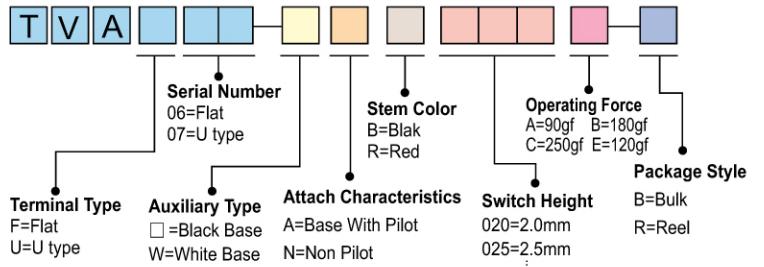 TVA
Serial Number
06=Flat
07=U type
Stem Color
B=Blak
R=Red
Operating Force
A=90gf B=180gf
C=250gf E=120gf
Package Style
B=Bulk
R=Reel
Terminal Type
F=Flat
U=U type
Auxiliary Type
□ =Black Base
W=White Base
Attach Characteristics
A=Base With Pilot
N=Non Pilot
Switch Height
020=2.0mm
025=2.5mm